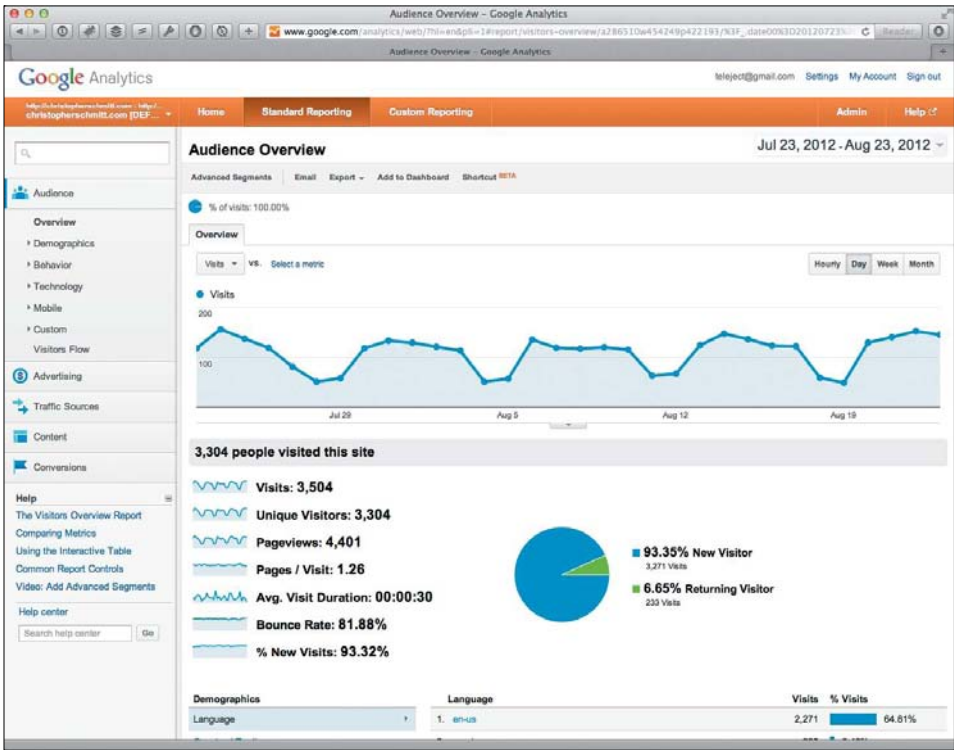 Audience Overview – Google Analytics
www.google.com/analytics/web/?hl=en&pli=1#report/visitors-overview/a286510w454249p422193/%3F_.date00%3D20120723%
Reader
Audience Overview – Google Analytics
Google Analytics
teleject@gmail.com Settings My Account Sign out
http://christopherschmitt.com - http:/...
christopherschmitt.com [DEF...
Home Standard Reporting Custom Reporting Admin Help
Audience Overview
Jul 23, 2012 - Aug 23, 2012
Advanced Segments Email Export Add to Dashboard Shortcut BETA
% of visits: 100.00%
Overview
Visits VS. Select a metric
Hourly Day Week Month
Visits
200
100
Jul 29 Aug 5 Aug 12 Aug 19
Audience
Overview
Demographics
Behavior
Technology
Mobile
Custom
Visitors Flow
Advertising
Traffic Sources
Content
Conversions
Help
The Visitors Overview Report
Comparing Metrics
Using the Interactive Table
Common Report Controls
Video: Add Advanced Segments
Help center
Search help center Go
3,304 people visited this site
Visits: 3,504
Unique Visitors: 3,304
Pageviews: 4,401
Pages / Visit: 1.26
Avg. Visit Duration: 00:00:30
Bounce Rate: 81.88%
% New Visits: 93.32%
93.35% New Visitor
3,271 Visits
6.65% Returning Visitor
233 Visits
Demographics
Language
Language Visits % Visits
1. en-us 2,271 64.81%